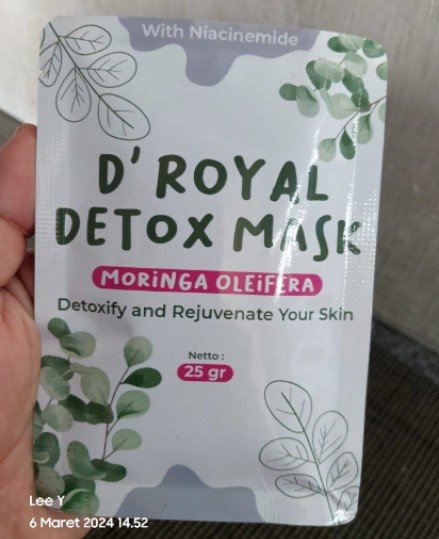 With Niacinemide
D' ROYAL
DETOX MASK
MORINGA OLEIFERA
Detoxify and Rejuvenate Your Skin
Netto :
25 gr
Lee Y
6 Maret 2024 14.52